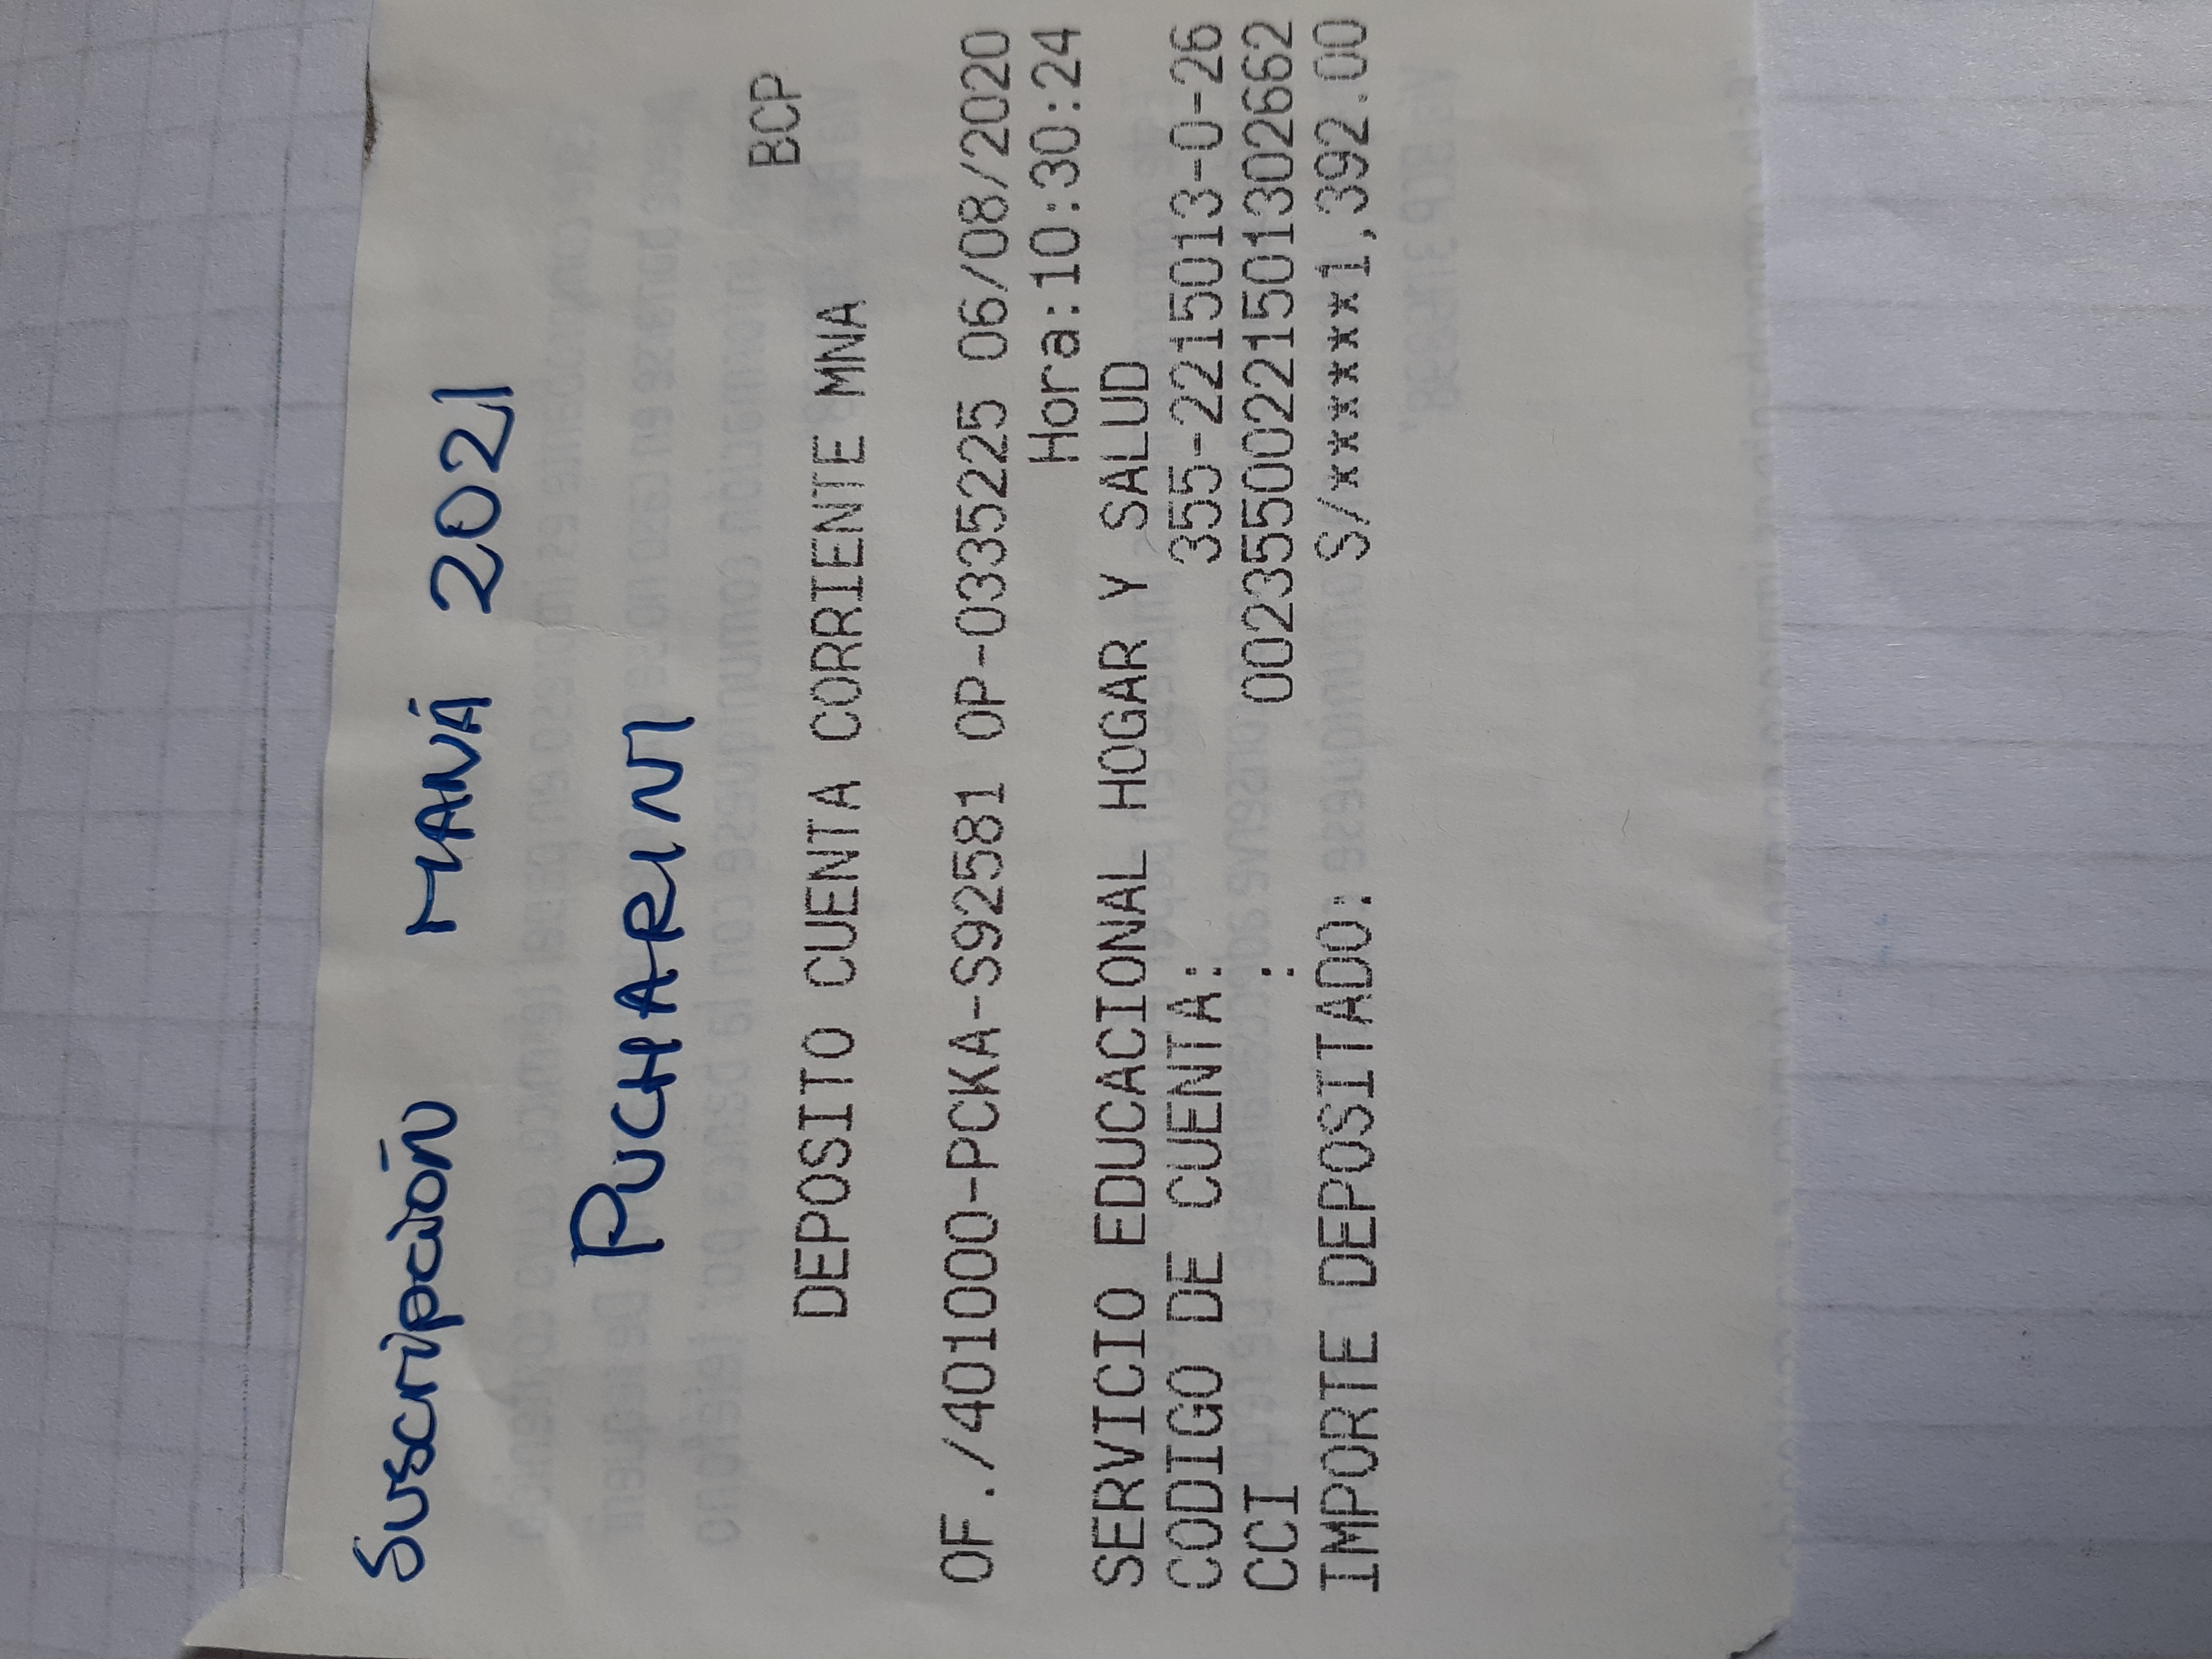 Suscripción MANÁ 2021
PUCHARINI
BCP
DEPOSITO CUENTA CORRIENTE MNA
OF./401000-PCKA-S92581 OP-0335225 06/08/2020
Hora:10:30:24
SERVICIO EDUCACIONAL HOGAR Y SALUD
CODIGO DE CUENTA: 355-2215013-0-26
CCI : 00235500221501302662
IMPORTE DEPOSITADO: S/******1,392.00